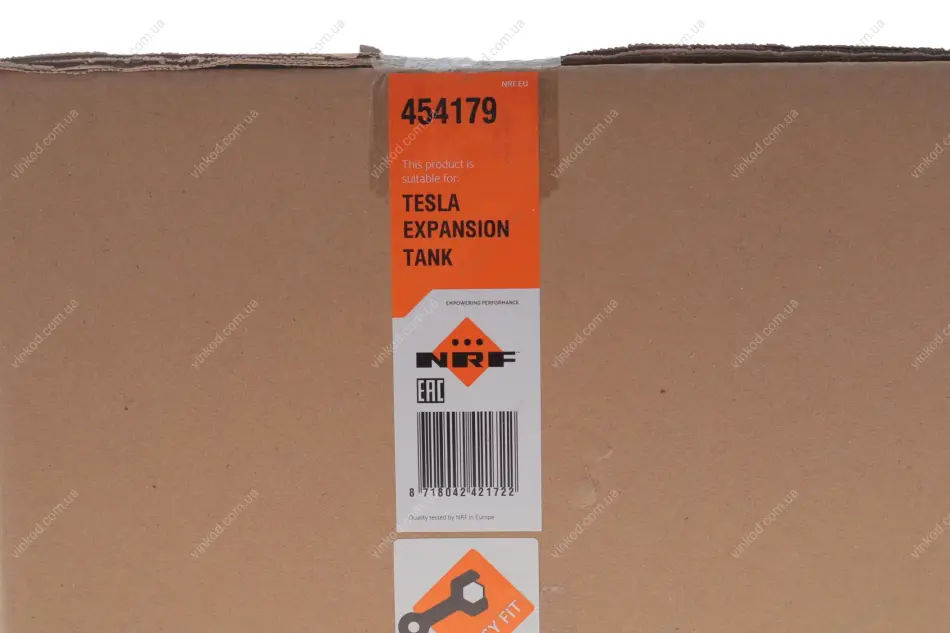 NRF.EU
454179
This product is
suitable for:
TESLA
EXPANSION
TANK
EMPOWERING PERFORMANCE
NRF
EAC
8 718042 421722
Quality tested by NRF in Europe
FIT
vinkod.com.ua